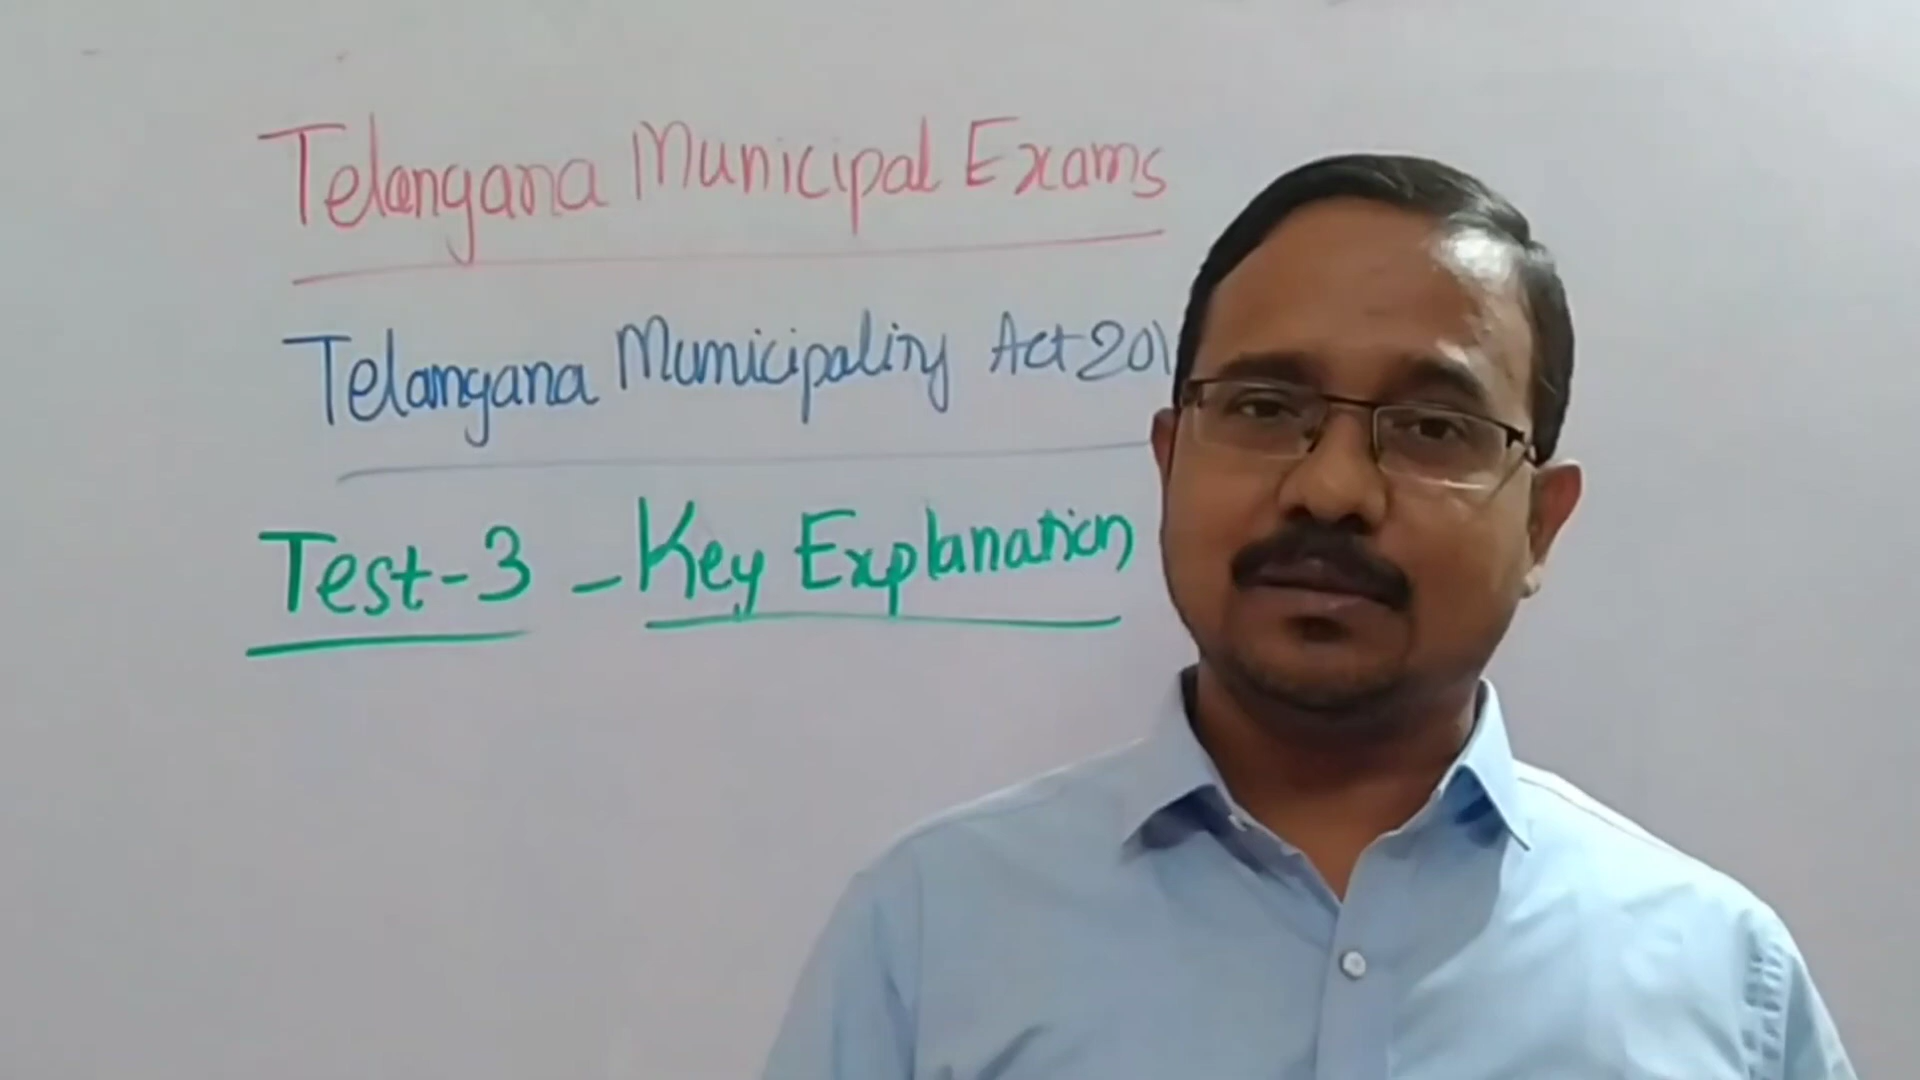 Telangana Municipal Exams
Telangana Municipality Act 201
Test-3 - Key Explanation